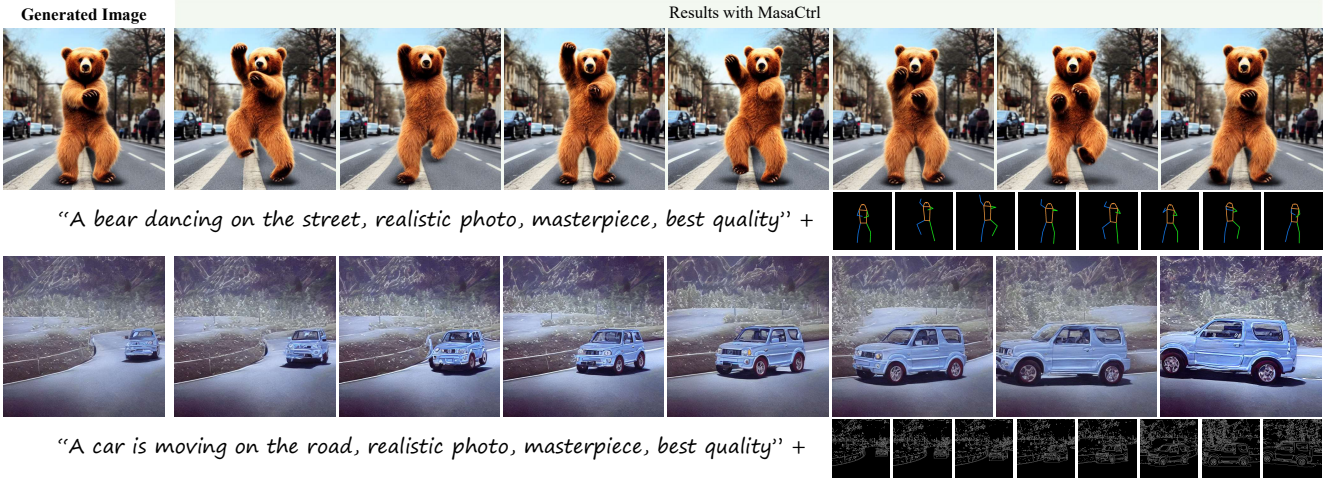 Generated Image
Results with MasaCtrl
“A bear dancing on the street, realistic photo, masterpiece, best quality” +
“A car is moving on the road, realistic photo, masterpiece, best quality” +